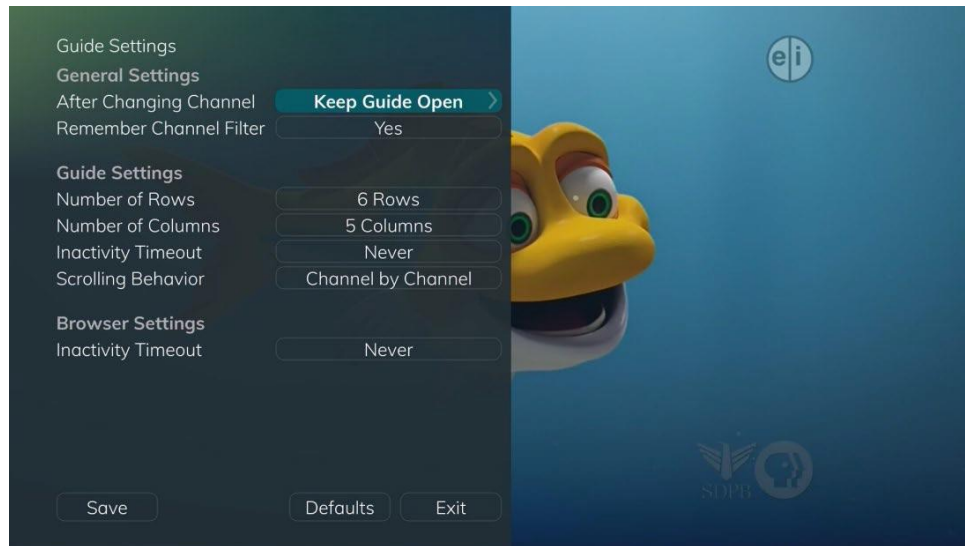 Guide Settings
General Settings
After Changing Channel Keep Guide Open
Remember Channel Filter Yes
Guide Settings
Number of Rows 6 Rows
Number of Columns 5 Columns
Inactivity Timeout Never
Scrolling Behavior Channel by Channel
Browser Settings
Inactivity Timeout Never
Save Defaults Exit
e i
SDPB